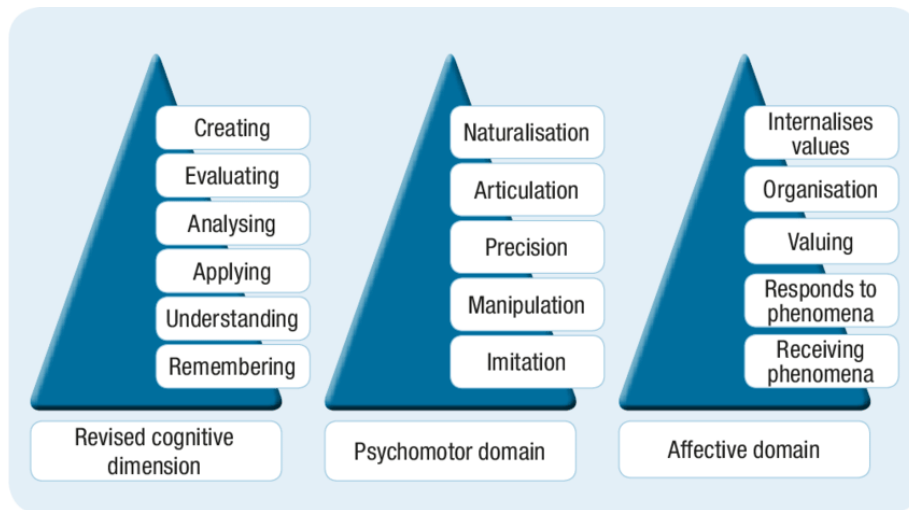 Creating
Evaluating
Analysing
Applying
Understanding
Remembering
Revised cognitive
dimension
Naturalisation
Articulation
Precision
Manipulation
Imitation
Psychomotor domain
Internalises
values
Organisation
Valuing
Responds to
phenomena
Receiving
phenomena
Affective domain